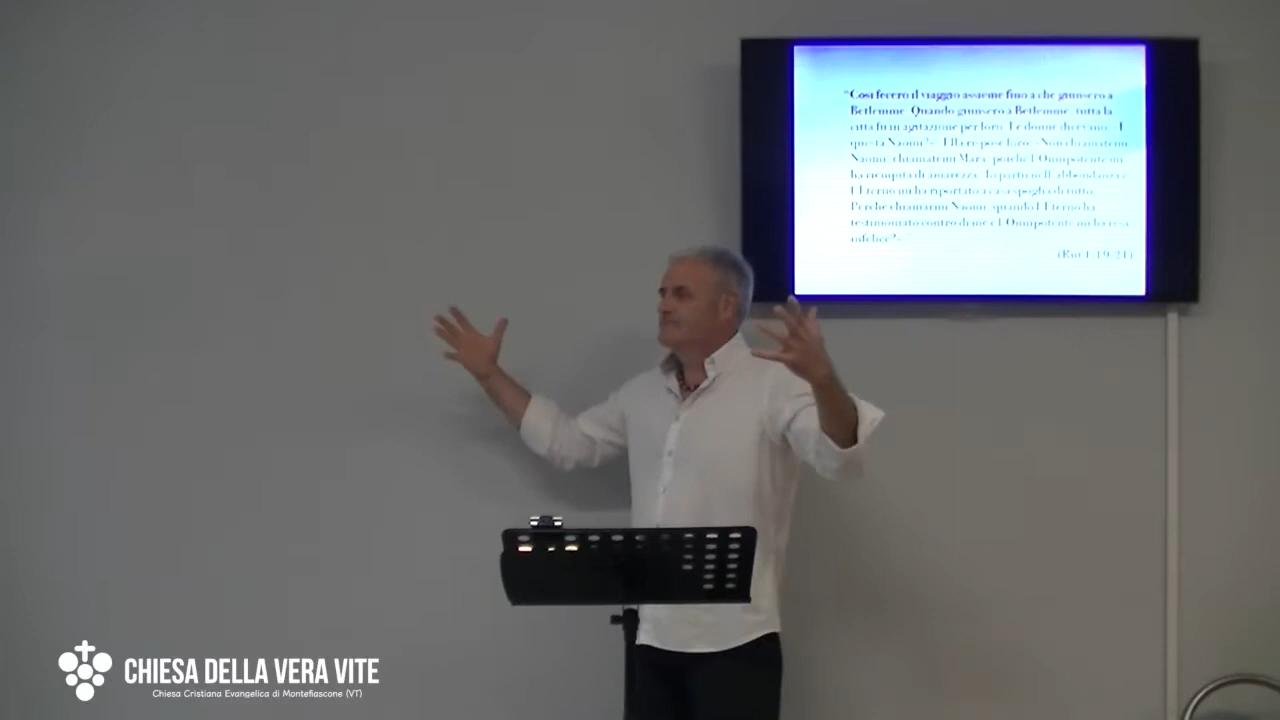 “Così fecero il viaggio assieme fino a che giunsero a
Betlemme. Quando giunsero a Betlemme, tutta la
città fu in agitazione per loro. Le donne dicevano: «È
questa Naomi?». Ella rispose loro: «Non chiamatemi
Naomi, chiamatemi Mara, poiché l'Onnipotente mi
ha riempita di amarezza. Io partii nell'abbondanza e
l'Eterno mi ha riportato a casa spoglia di tutto.
Perché chiamarmi Naomi, quando l'Eterno ha
testimoniato contro di me e l'Onnipotente mi ha resa
infelice?»
(Rut 1:19-21)
CHIESA DELLA VERA VITE
Chiesa Cristiana Evangelica di Montefiascone (VT)